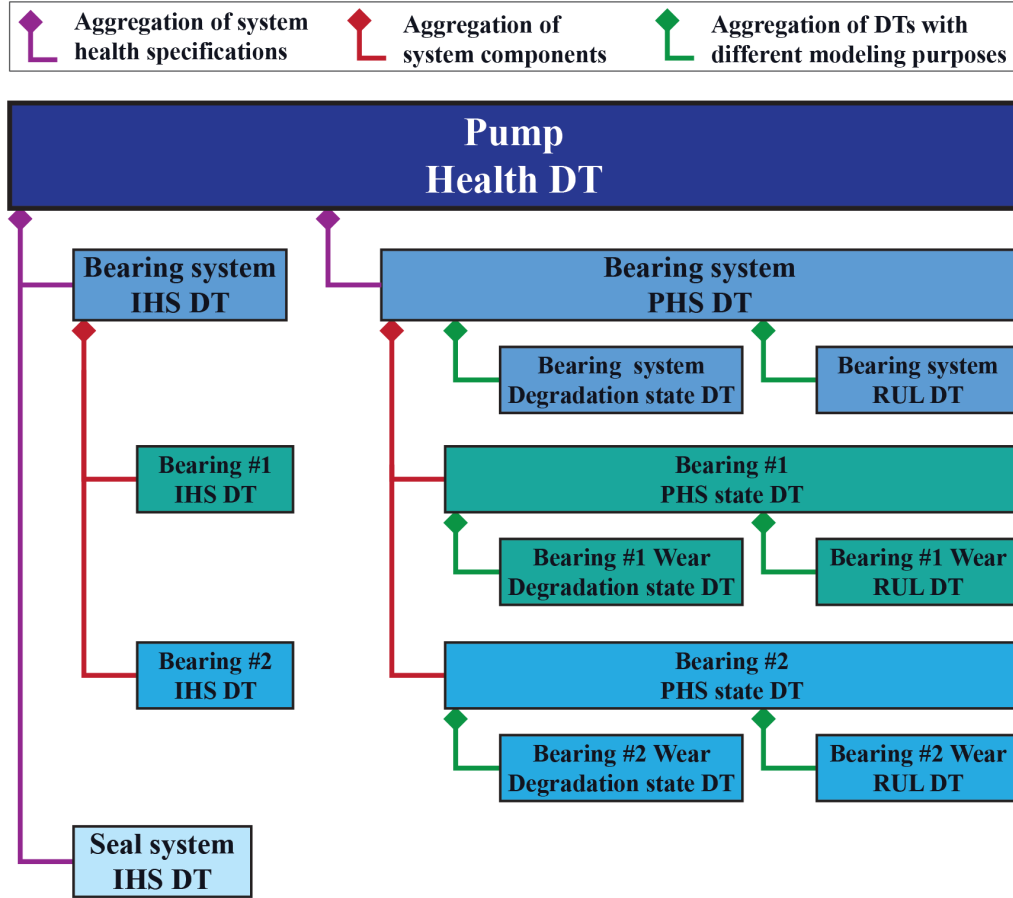 Aggregation of system
health specifications
Aggregation of
system components
Aggregation of DTs with
different modeling purposes
Pump
Health DT
Bearing system
IHS DT
Bearing system
PHS DT
Bearing system
Degradation state DT
Bearing system
RUL DT
Bearing #1
IHS DT
Bearing #1
PHS state DT
Bearing #1 Wear
Degradation state DT
Bearing #1 Wear
RUL DT
Bearing #2
IHS DT
Bearing #2
PHS state DT
Bearing #2 Wear
Degradation state DT
Bearing #2 Wear
RUL DT
Seal system
IHS DT